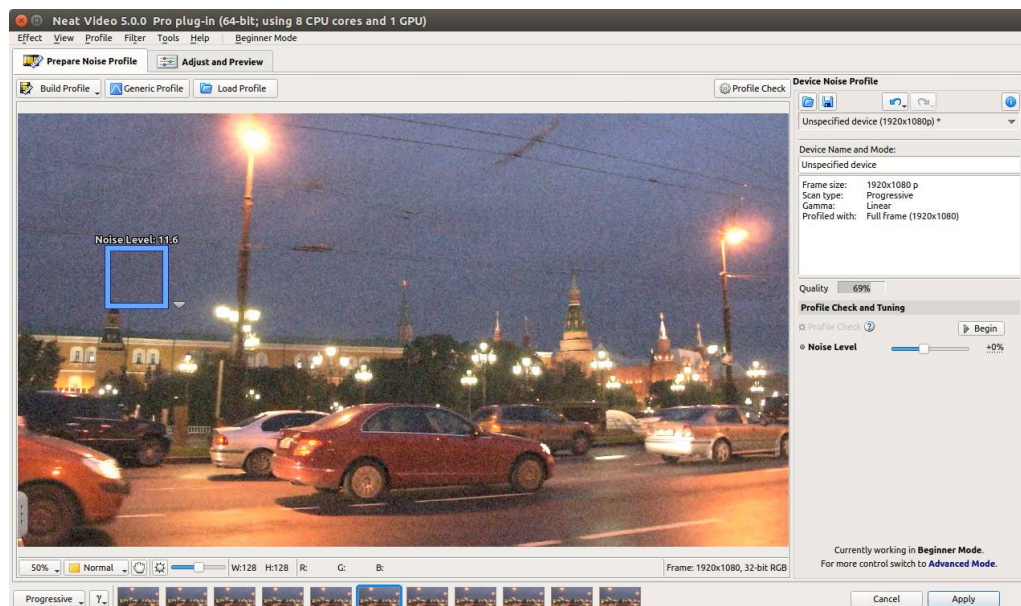 Neat Video 5.0.0 Pro plug-in (64-bit; using 8 CPU cores and 1 GPU)
Effect View Profile Filter Tools Help Beginner Mode
Prepare Noise Profile Adjust and Preview
Build Profile Generic Profile Load Profile Profile Check
Device Noise Profile
Unspecified device (1920x1080p) *
Device Name and Mode:
Unspecified device
Frame size: 1920x1080 p
Scan type: Progressive
Gamma: Linear
Profiled with: Full frame (1920x1080)
Noise Level: 11.6
Quality 69%
Profile Check and Tuning
Profile Check ? Begin
Noise Level +0%
Currently working in Beginner Mode.
For more control switch to Advanced Mode.
50% Normal W:128 H:128 R: G: B: Frame: 1920x1080, 32-bit RGB
Progressive γ Cancel Apply